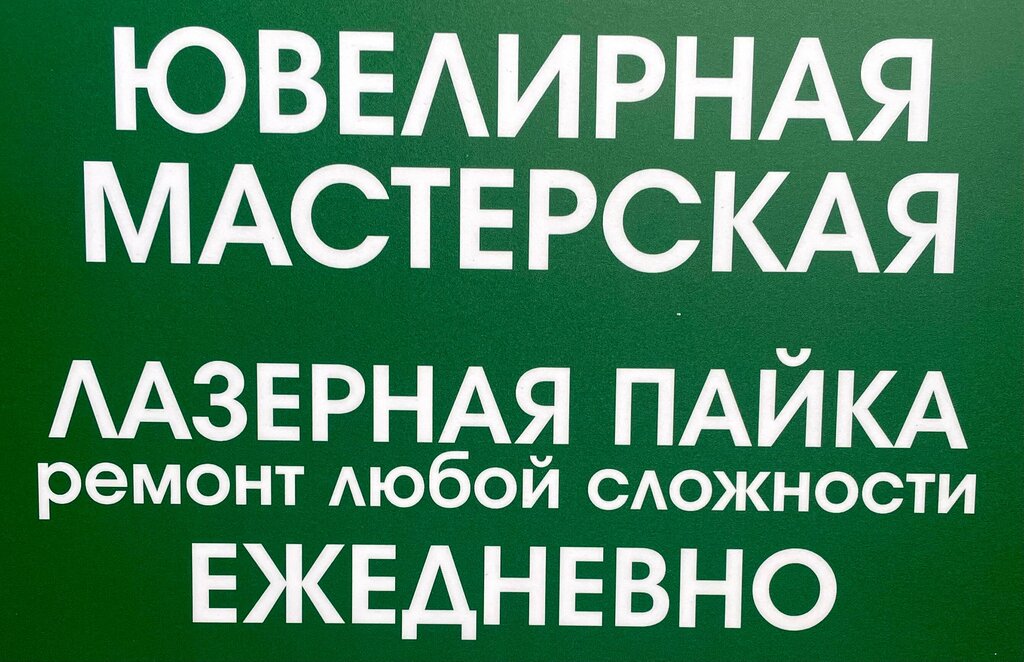 ЮВЕЛИРНАЯ
МАСТЕРСКАЯ
ЛАЗЕРНАЯ ПАЙКА
ремонт любой сложности
ЕЖЕДНЕВНО